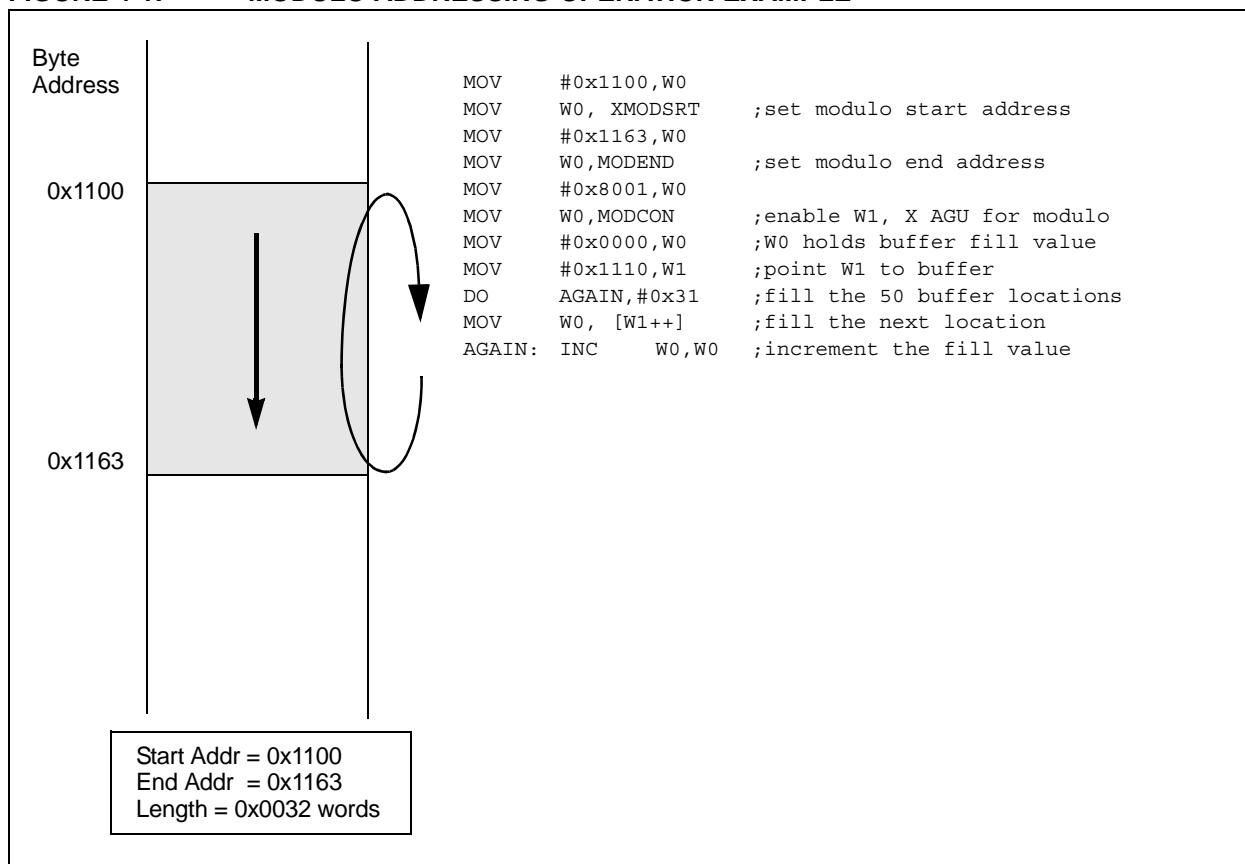 Byte
Address
MOV #0x1100,W0
MOV W0, XMODSRT ;set modulo start address
MOV #0x1163,W0
MOV W0,MODEND ;set modulo end address
0x1100
MOV #0x8001,W0
MOV W0,MODCON ;enable W1, X AGU for modulo
MOV #0x0000,W0 ;W0 holds buffer fill value
MOV #0x1110,W1 ;point W1 to buffer
DO AGAIN,#0x31 ;fill the 50 buffer locations
MOV W0, [W1++] ;fill the next location
AGAIN: INC W0,W0 ;increment the fill value
0x1163
Start Addr = 0x1100
End Addr = 0x1163
Length = 0x0032 words